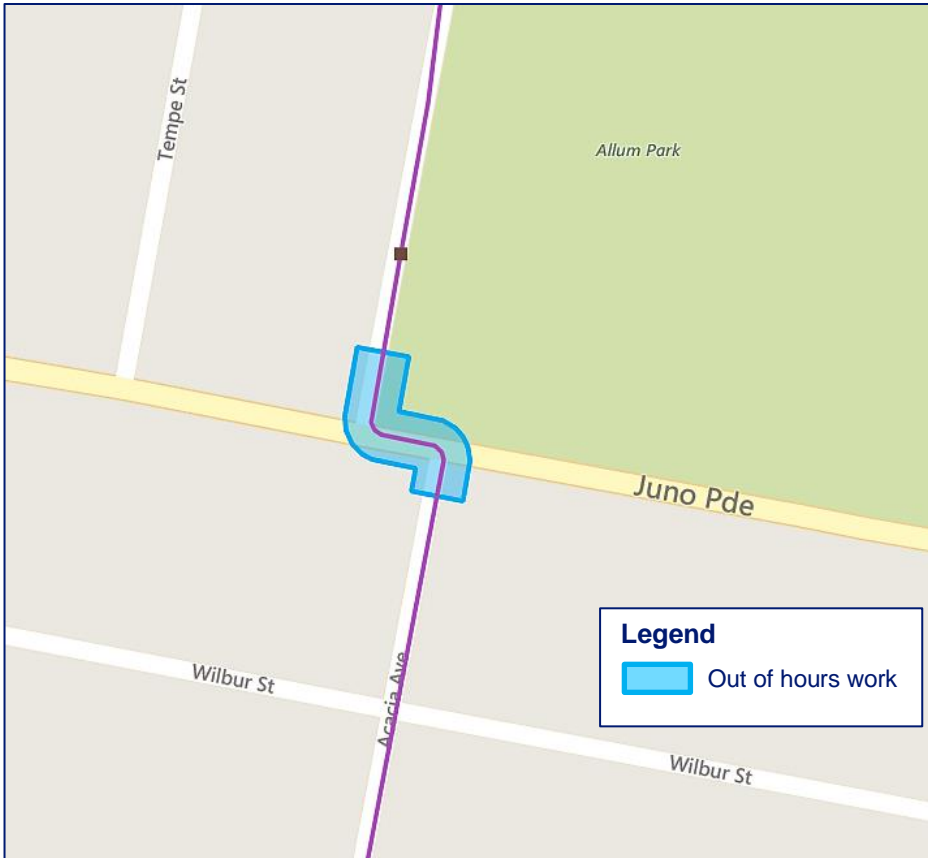 Tempe St
Allum Park
Juno Pde
Legend
Out of hours work
Wilbur St
Acacia Ave
Wilbur St